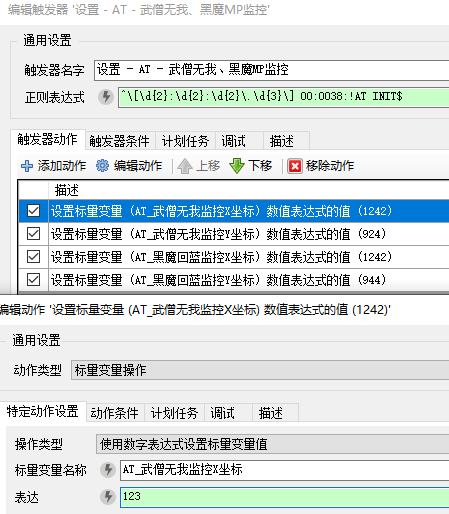 编辑触发器 '设置 - AT - 武僧无我、黑魔MP监控'
通用设置
触发器名字 设置 - AT - 武僧无我、黑魔MP监控
正则表达式 ^\[\d{2}:\d{2}:\d{2}\.\d{3}\] 00:0038:!AT INIT$
触发器动作 触发器条件 计划任务 调试 描述
添加动作 编辑动作 上移 下移 移除动作
描述
设置标量变量 (AT_武僧无我监控X坐标) 数值表达式的值 (1242)
设置标量变量 (AT_武僧无我监控Y坐标) 数值表达式的值 (924)
设置标量变量 (AT_黑魔回蓝监控X坐标) 数值表达式的值 (1242)
设置标量变量 (AT_黑魔回蓝监控Y坐标) 数值表达式的值 (944)
编辑动作 '设置标量变量 (AT_武僧无我监控X坐标) 数值表达式的值 (1242)'
通用设置
动作类型 标量变量操作
特定动作设置 动作条件 计划任务 调试 描述
操作类型 使用数字表达式设置标量变量值
标量变量名称 AT_武僧无我监控X坐标
表达 123